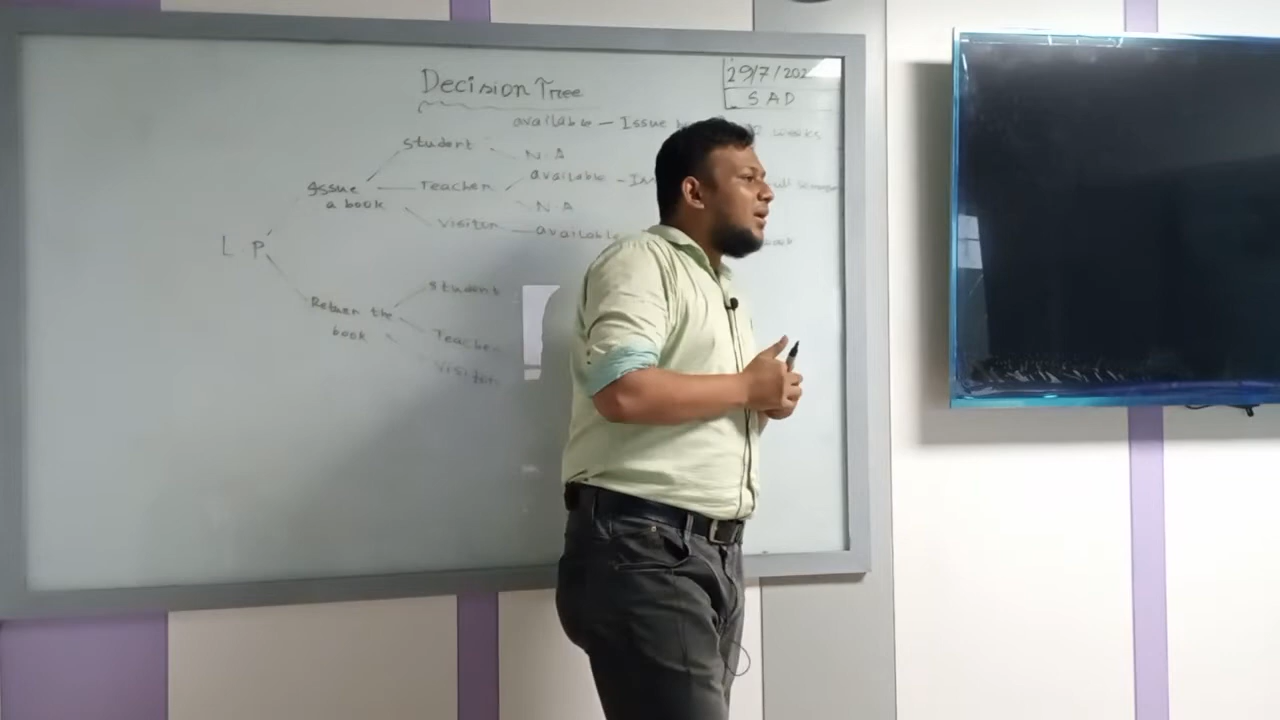 Decision Tree
29/7/202
SAD
available - Issue
student
N.A
available
Issue
a book
Teacher
N A
visitor
available
L P
student
Return the
book
Teacher
visitor